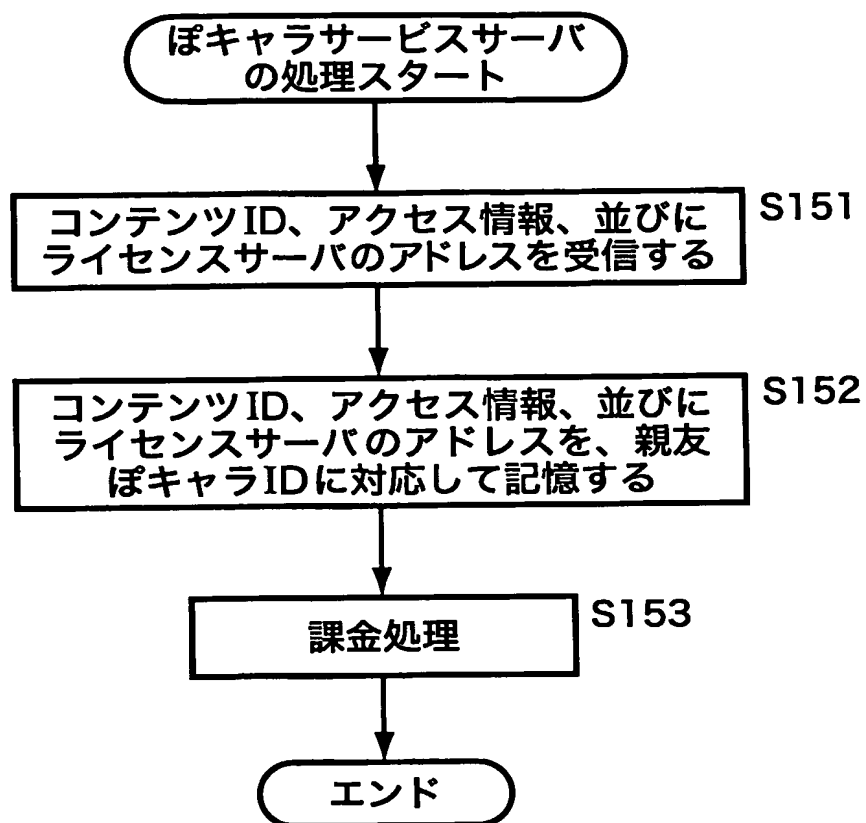 ぽキャラサービスサーバ
の処理スタート
コンテンツID、アクセス情報、並びに
ライセンスサーバのアドレスを受信する
S151
コンテンツID、アクセス情報、並びに
ライセンスサーバのアドレスを、親友
ぽキャラIDに対応して記憶する
S152
課金処理
S153
エンド